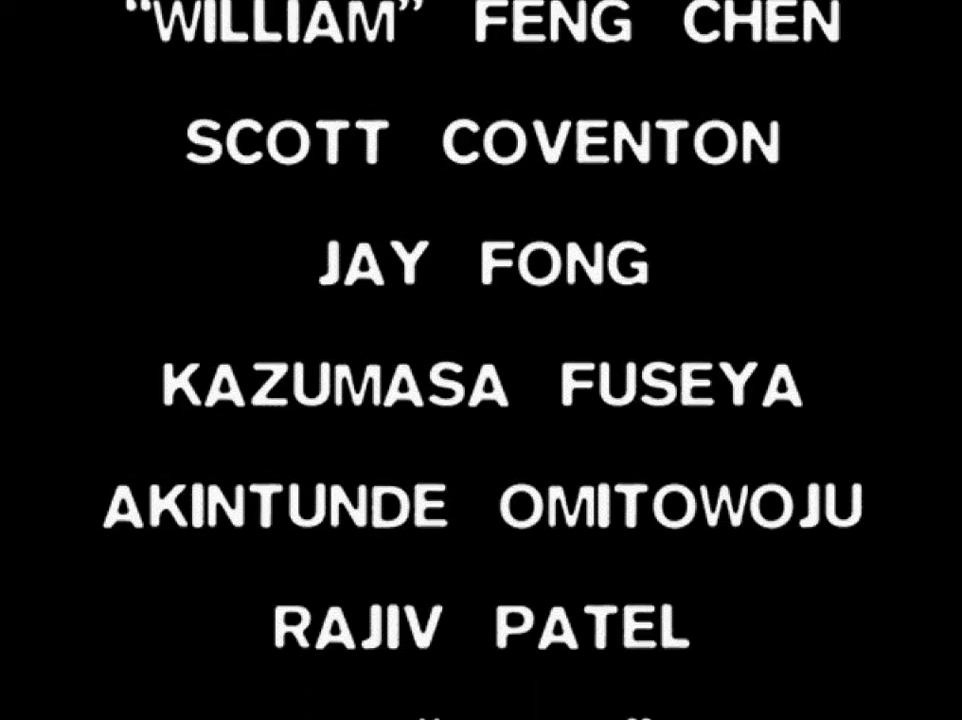 “WILLIAM” FENG CHEN
SCOTT COVENTON
JAY FONG
KAZUMASA FUSEYA
AKINTUNDE OMITOWOJU
RAJIV PATEL